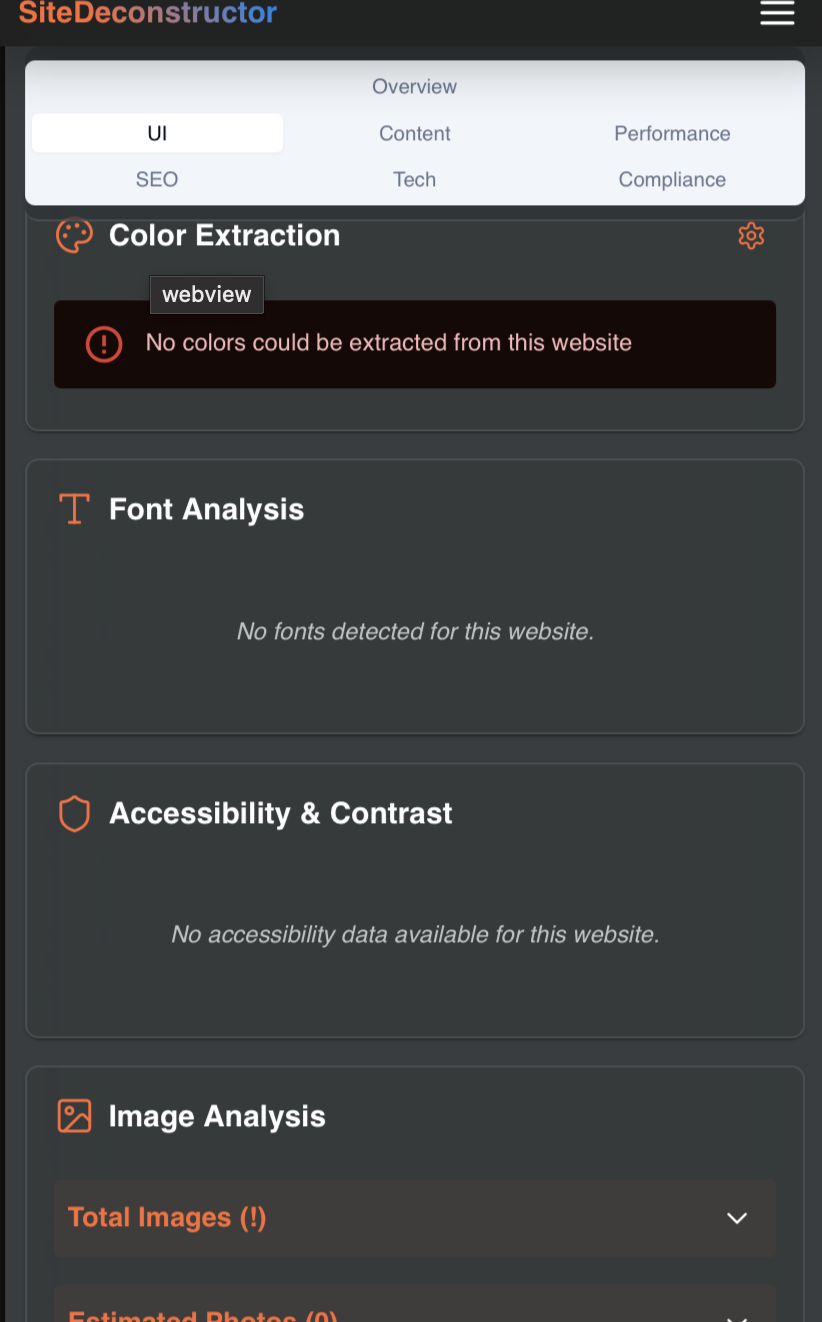 SiteDeconstructor
Overview
UI Content Performance
SEO Tech Compliance
Color Extraction
webview
No colors could be extracted from this website
Font Analysis
No fonts detected for this website.
Accessibility & Contrast
No accessibility data available for this website.
Image Analysis
Total Images (!)
Estimated Photos (0)